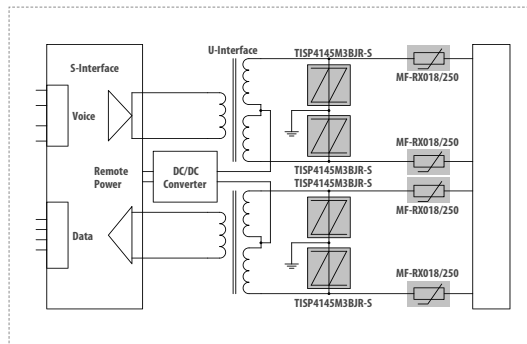 U-Interface
TISP4145M3BJR-S
S-Interface
MF-RX018/250
Voice
Remote
Power
DC/DC
Converter
TISP4145M3BJR-S
MF-RX018/250
TISP4145M3BJR-S
MF-RX018/250
Data
MF-RX018/250
TISP4145M3BJR-S